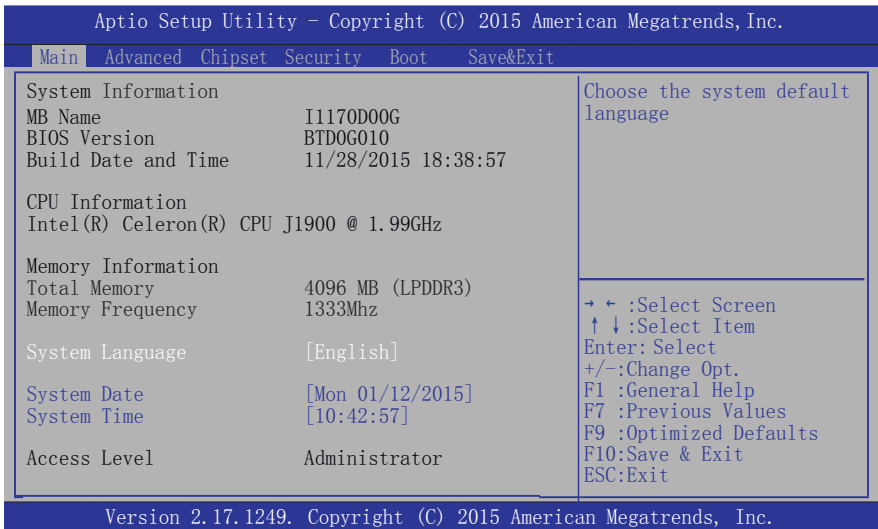 Aptio Setup Utility - Copyright (C) 2015 American Megatrends,Inc.
Main Advanced Chipset Security Boot Save&Exit
System Information
MB Name I1170D00G
BIOS Version BTD0G010
Build Date and Time 11/28/2015 18:38:57
CPU Information
Intel(R) Celeron(R) CPU J1900 @ 1.99GHz
Memory Information
Total Memory 4096 MB (LPDDR3)
Memory Frequency 1333Mhz
System Language [English]
System Date [Mon 01/12/2015]
System Time [10:42:57]
Access Level Administrator
Choose the system default
language
→ ← :Select Screen
↑ ↓ :Select Item
Enter: Select
+/-:Change Opt.
F1 :General Help
F7 :Previous Values
F9 :Optimized Defaults
F10:Save & Exit
ESC:Exit
Version 2.17.1249. Copyright (C) 2015 American Megatrends, Inc.